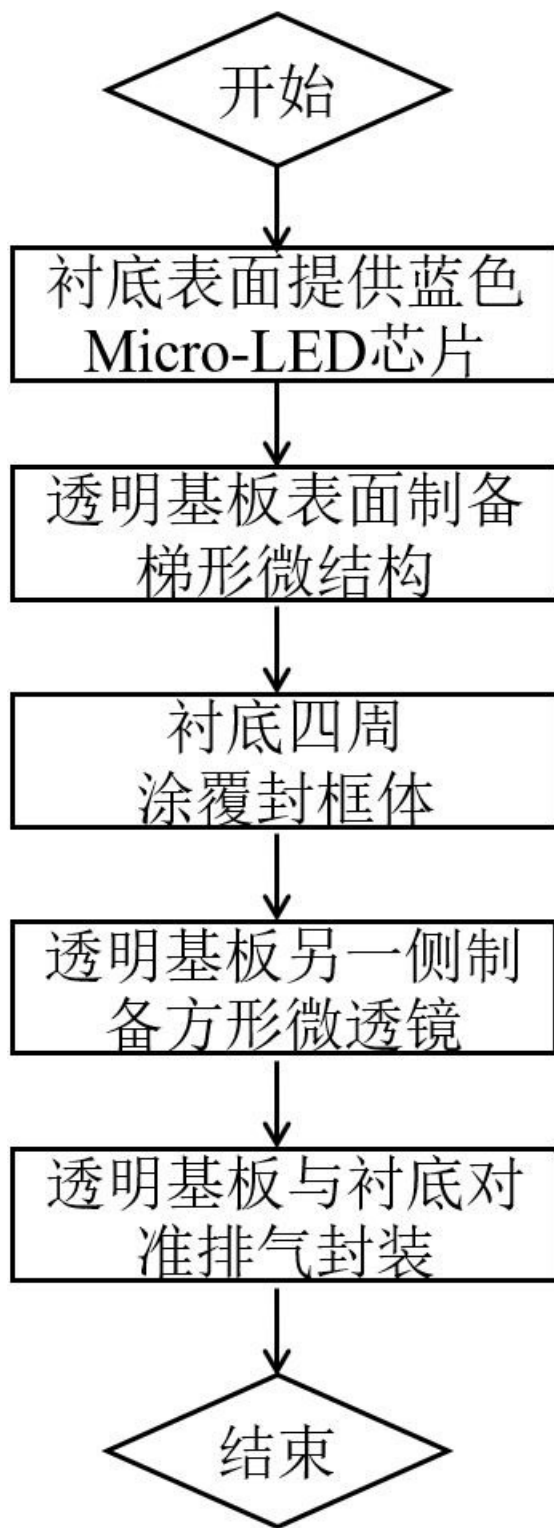 开始
衬底表面提供蓝色
Micro-LED芯片
透明基板表面制备
梯形微结构
衬底四周
涂覆封框体
透明基板另一侧制
备方形微透镜
透明基板与衬底对
准排气封装
结束